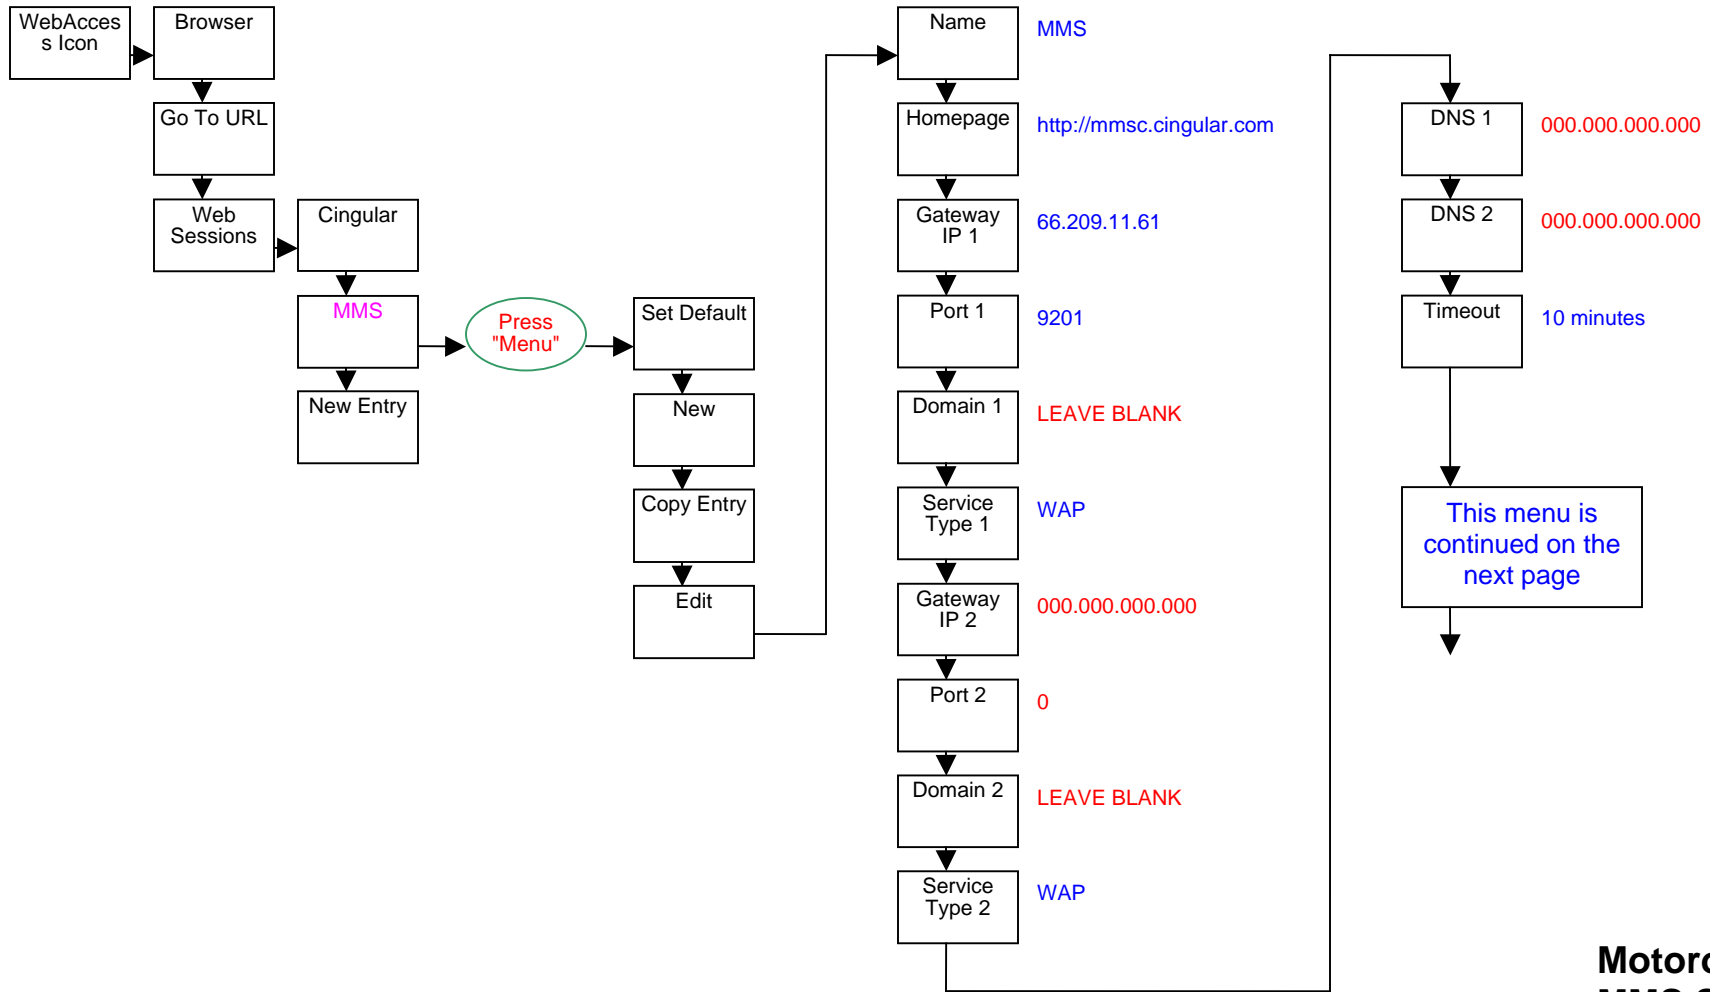 WebAcces
s Icon
Browser
Go To URL
Web
Sessions
Cingular
MMS
New Entry
Press
"Menu"
Set Default
New
Copy Entry
Edit
Name
MMS
Homepage
http://mmsc.cingular.com
Gateway
IP 1
66.209.11.61
Port 1
9201
Domain 1
LEAVE BLANK
Service
Type 1
WAP
Gateway
IP 2
000.000.000.000
Port 2
0
Domain 2
LEAVE BLANK
Service
Type 2
WAP
DNS 1
000.000.000.000
DNS 2
000.000.000.000
Timeout
10 minutes
This menu is
continued on the
next page